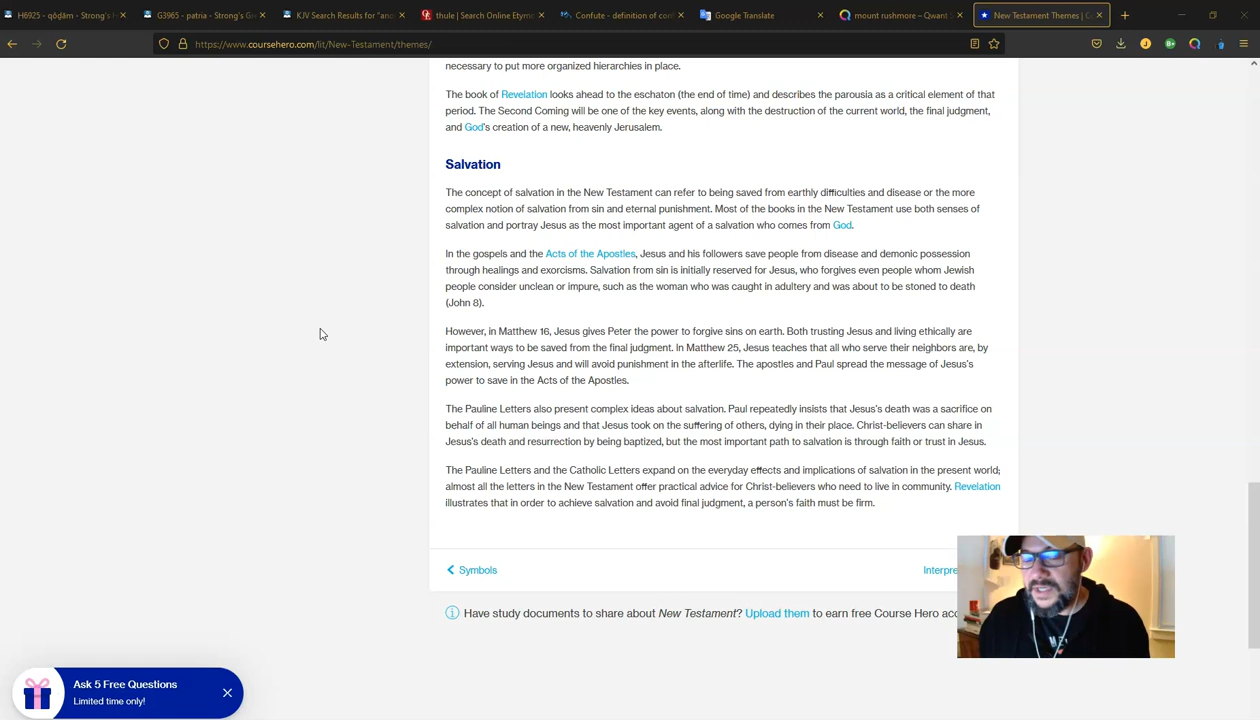 H6925 - qōḏām - Strong's H
G3965 - patria - Strong's Gre
KJV Search Results for "ano
thule | Search Online Etymo
Confute - definition of conf
Google Translate
mount rushmore – Qwant S
New Testament Themes | C
https://www.coursehero.com/lit/New-Testament/themes/
necessary to put more organized hierarchies in place.
The book of Revelation looks ahead to the eschaton (the end of time) and describes the parousia as a critical element of that
period. The Second Coming will be one of the key events, along with the destruction of the current world, the final judgment,
and God's creation of a new, heavenly Jerusalem.
Salvation
The concept of salvation in the New Testament can refer to being saved from earthly difficulties and disease or the more
complex notion of salvation from sin and eternal punishment. Most of the books in the New Testament use both senses of
salvation and portray Jesus as the most important agent of a salvation who comes from God.
In the gospels and the Acts of the Apostles, Jesus and his followers save people from disease and demonic possession
through healings and exorcisms. Salvation from sin is initially reserved for Jesus, who forgives even people whom Jewish
people consider unclean or impure, such as the woman who was caught in adultery and was about to be stoned to death
(John 8).
However, in Matthew 16, Jesus gives Peter the power to forgive sins on earth. Both trusting Jesus and living ethically are
important ways to be saved from the final judgment. In Matthew 25, Jesus teaches that all who serve their neighbors are, by
extension, serving Jesus and will avoid punishment in the afterlife. The apostles and Paul spread the message of Jesus's
power to save in the Acts of the Apostles.
The Pauline Letters also present complex ideas about salvation. Paul repeatedly insists that Jesus's death was a sacrifice on
behalf of all human beings and that Jesus took on the suffering of others, dying in their place. Christ-believers can share in
Jesus's death and resurrection by being baptized, but the most important path to salvation is through faith or trust in Jesus.
The Pauline Letters and the Catholic Letters expand on the everyday effects and implications of salvation in the present world;
almost all the letters in the New Testament offer practical advice for Christ-believers who need to live in community. Revelation
illustrates that in order to achieve salvation and avoid final judgment, a person's faith must be firm.
Symbols
Interpre
Have study documents to share about New Testament? Upload them to earn free Course Hero acc
Ask 5 Free Questions
Limited time only!